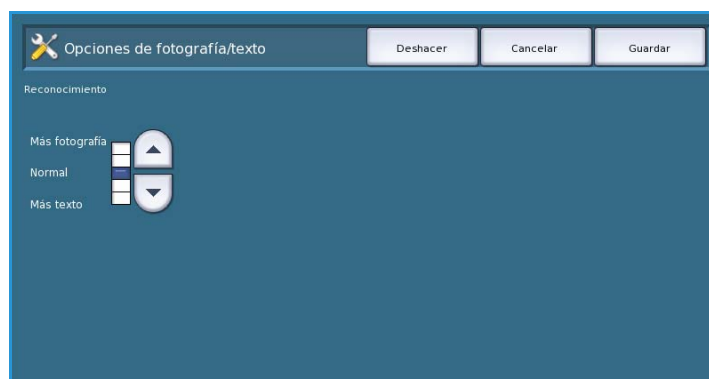 Opciones de fotografía/texto
Deshacer
Cancelar
Guardar
Reconocimiento
Más fotografía
Normal
Más texto